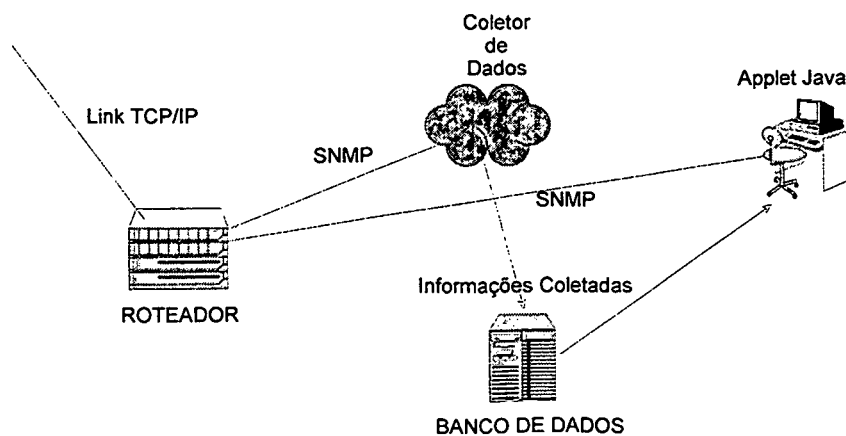 Coletor
de
Dados
Applet Java
Link TCP/IP
SNMP
SNMP
Informações Coletadas
ROTEADOR
BANCO DE DADOS